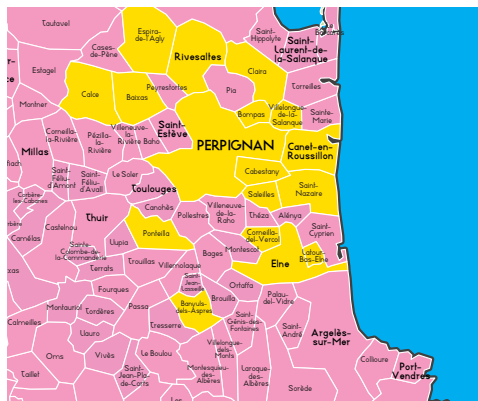 Tautavel
Espira-
de-l'Agly
Cases-
de-Pène
Rivesaltes
Saint-
Hippolyte
Le
Saint-
Laurent-de-
la-Salanque
Estagel
Claira
Torreilles
Calce
Baixas
Peyrestortes
Pia
Montner
Bompas
Villelongue-
de-la-
Salanque
Sainte-
Marie
Corneilla-
la-Rivière
Pézilla-
la-
Rivière
Villeneuve-
la-
Rivière
Baho
Saint-
Estève
PERPIGNAN
Canet-en-
Roussillon
Millas
Saint-
Féliu-
d'Amont
Saint-
Féliu-
d'Avall
Le Soler
Toulouges
Cabestany
Saleilles
Saint-
Nazaire
Corbère-
les-Cabanes
Thuir
Canohès
Pollestres
Villeneuve-
de-la-
Raho
Théza
Alénya
Saint-
Cyprien
Castelnou
Camélas
Ponteilla
Corneilla-
del-Vercol
Montescot
Latour-
Bas-Elne
Sainte-
Colombe-de-
la-Commanderie
Llupia
Terrats
Trouillas
Villemolaque
Bages
Elne
Saint-
Jean-
Lasseille
Ortaffa
Fourques
Montauriol
Tordères
Passa
Banyuls
dels-Aspres
Brouilla
Palau-
del-Vidre
Saint-
Génis-des-
Fontaines
Saint-
André
Argelès-
sur-Mer
Calmeilles
Llauro
Tresserre
Oms
Vivès
Le Boulou
Villelongue-
dels-
Monts
Montesquieu-
des-
Albères
Laroque-
des-
Albères
Collioure
Port-
Vendres
Taillet
Saint-
Jean-Pla-
de-Corts
Sorède
Les